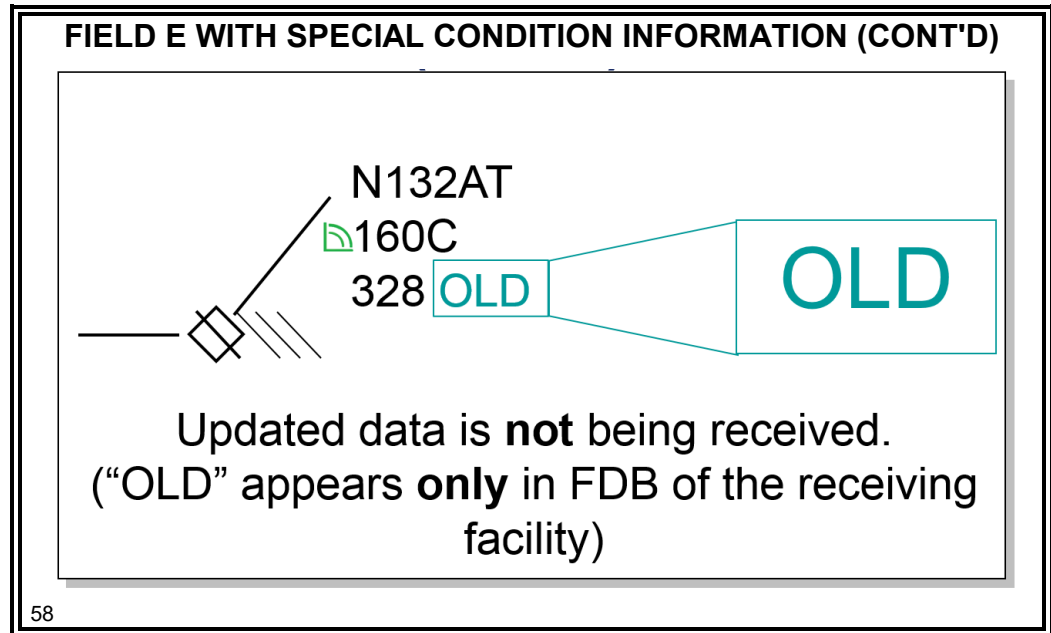 FIELD E WITH SPECIAL CONDITION INFORMATION (CONT'D)
N132AT
160C
328 OLD
OLD
Updated data is not being received.
(“OLD” appears only in FDB of the receiving
facility)
58